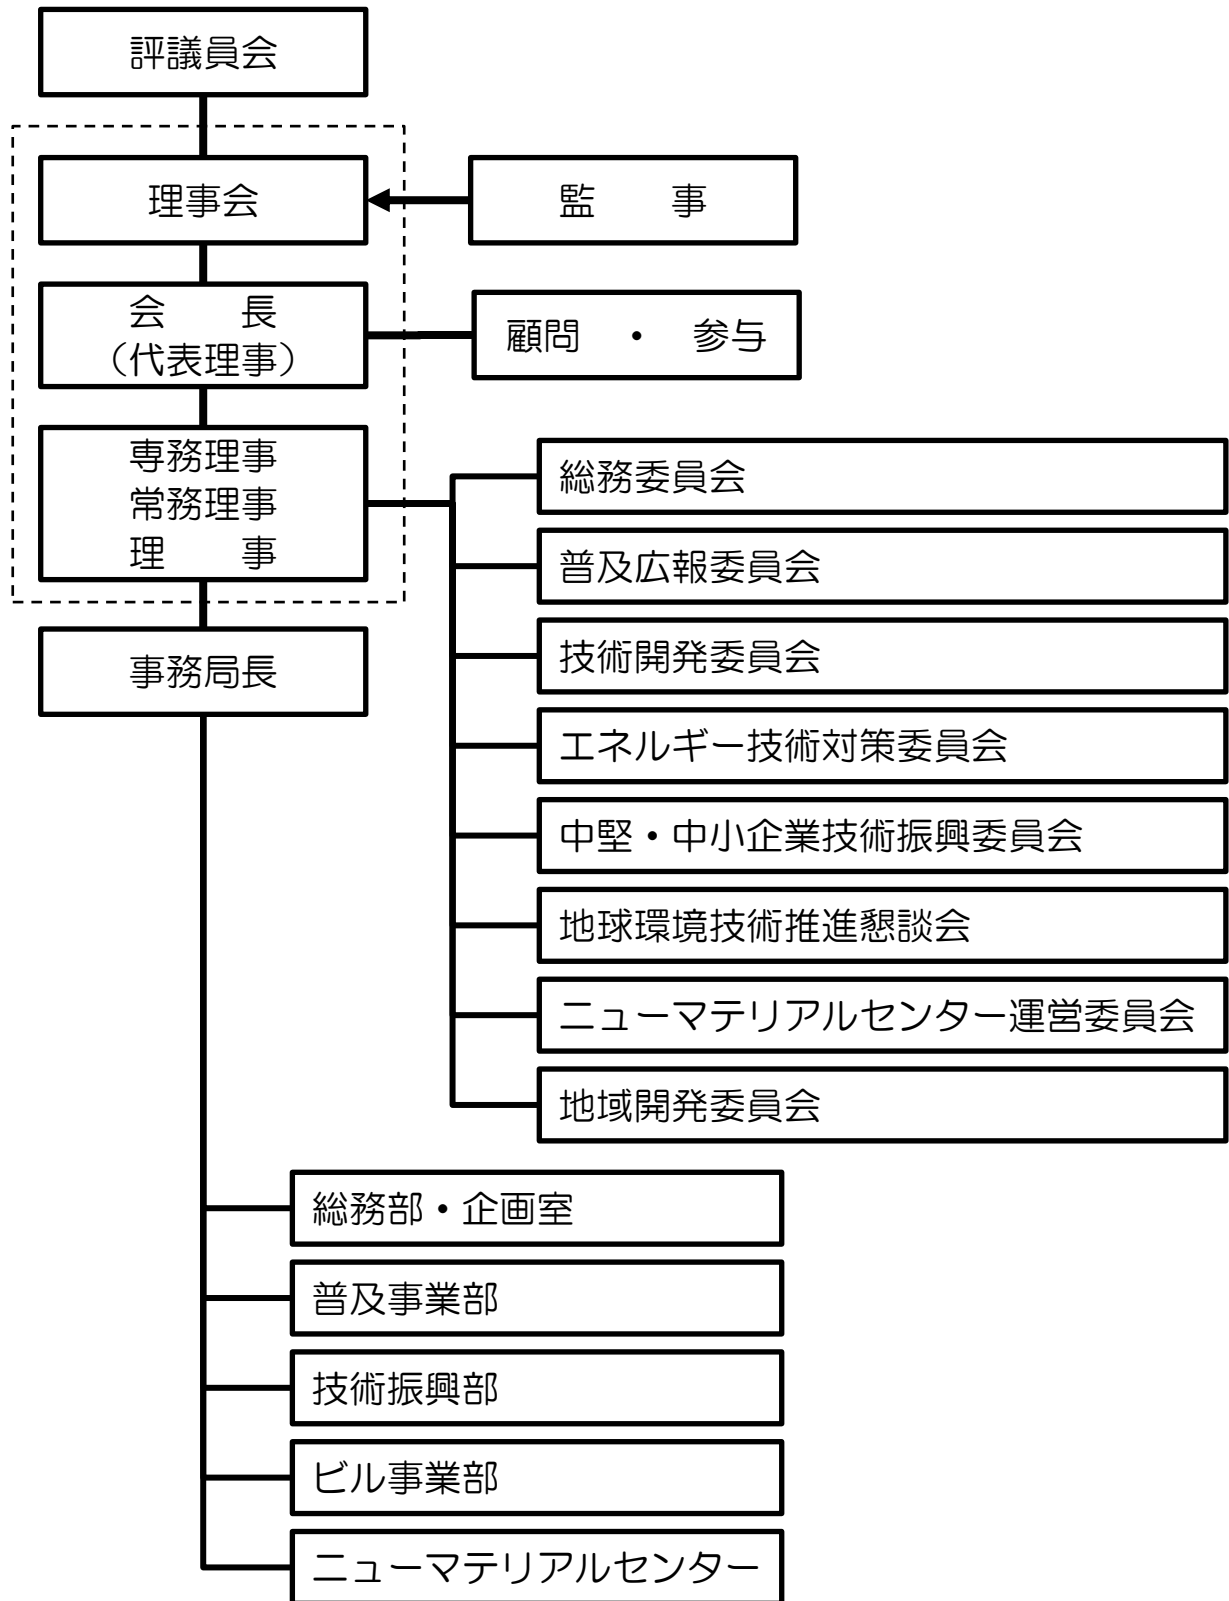 評議員会
理事会
監　　事
会　　長
（代表理事）
顧問　・　参与
専務理事
常務理事
理　　事
総務委員会
普及広報委員会
技術開発委員会
事務局長
エネルギー技術対策委員会
中堅・中小企業技術振興委員会
地球環境技術推進懇談会
ニューマテリアルセンター運営委員会
地域開発委員会
総務部・企画室
普及事業部
技術振興部
ビル事業部
ニューマテリアルセンター